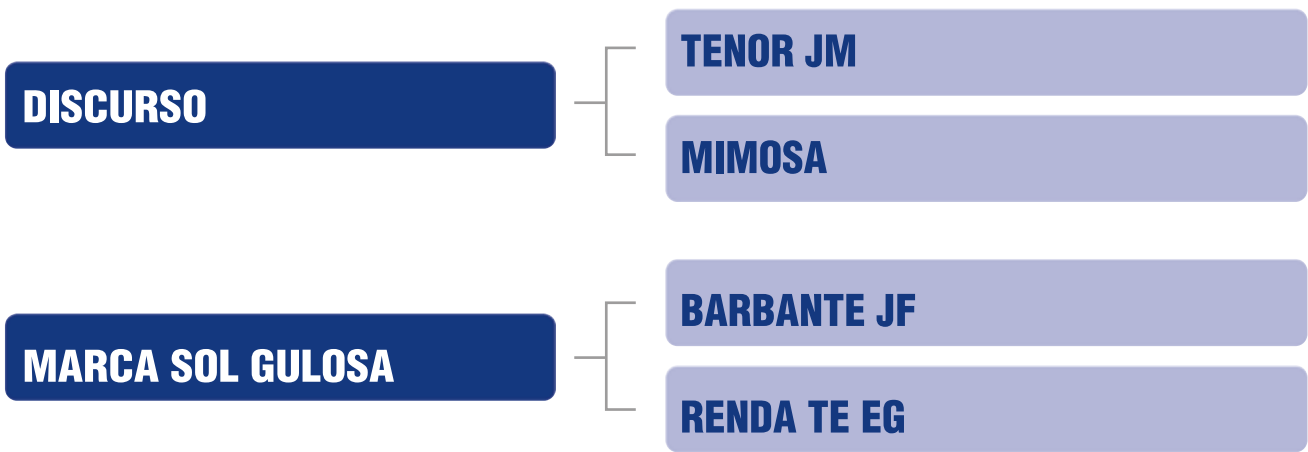 DISCURSO
TENOR JM
MIMOSA
MARCA SOL GULOSA
BARBANTE JF
RENDA TE EG